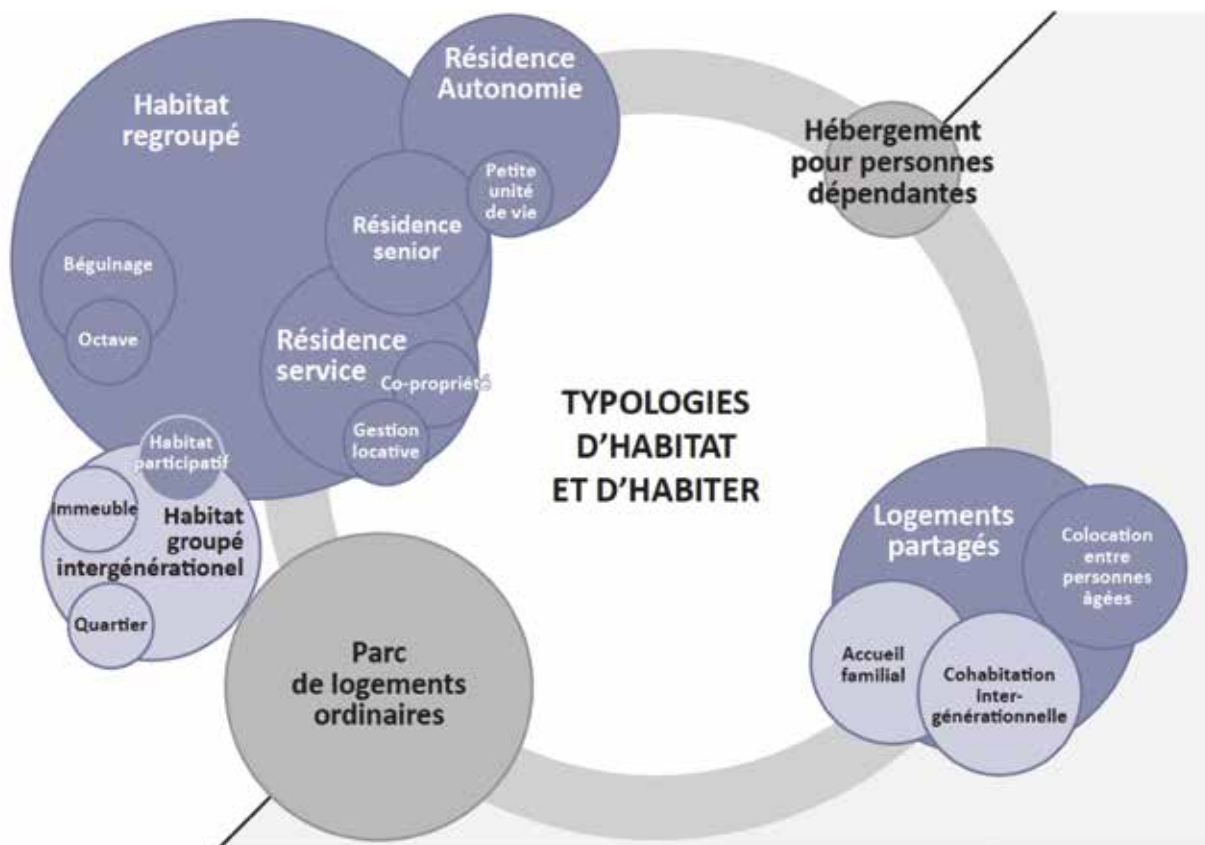 Habitat
regroupé
Résidence
Autonomie
Petite
unité
de vie
Résidence
senior
Béguinage
Octave
Résidence
service
Co-propriété
Gestion
locative
Habitat
participatif
Immeuble
Habitat
groupé
intergénérationel
Quartier
Parc
de logements
ordinaires
TYPOLOGIES
D'HABITAT
ET D'HABITER
Hébergement
pour personnes
dépendantes
Logements
partagés
Colocation
entre
personnes
âgées
Accueil
familial
Cohabitation
inter-
générationnelle